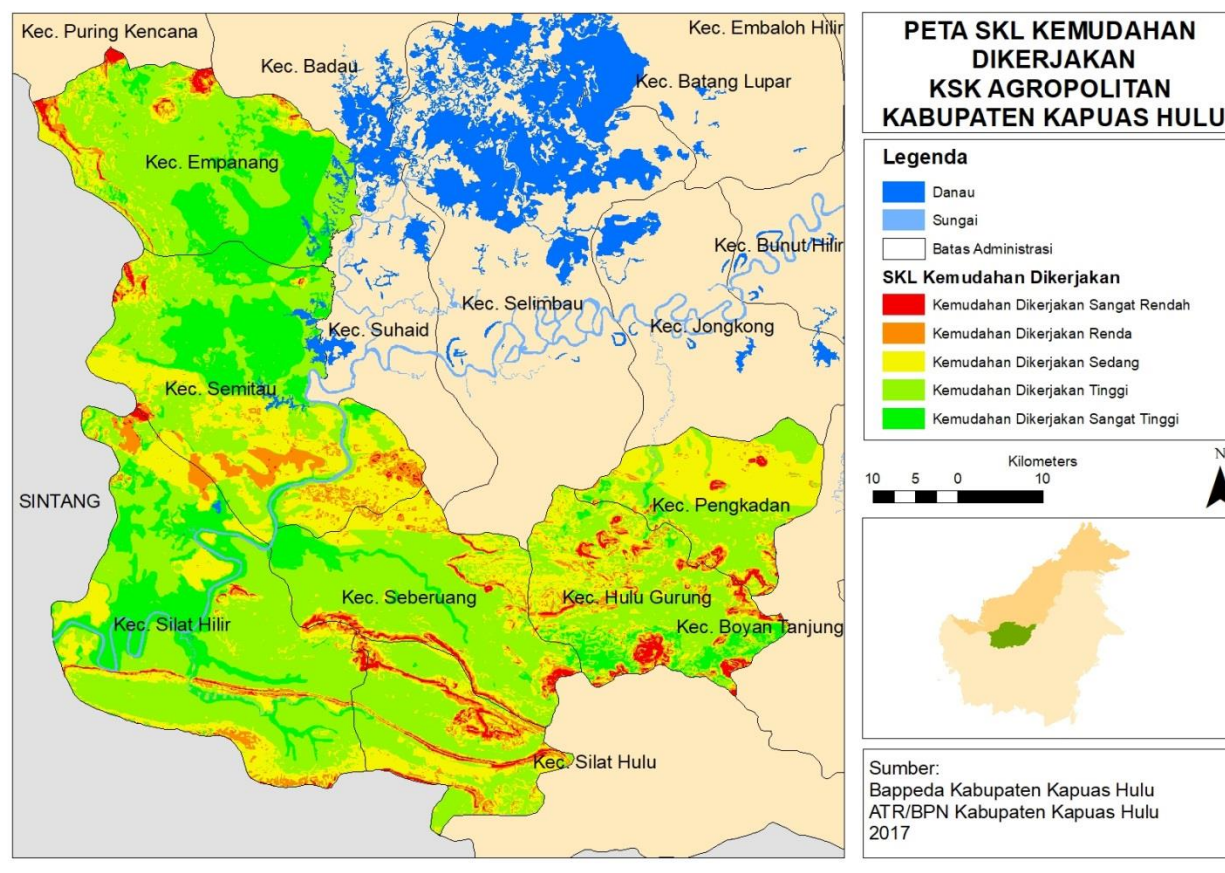 Kec. Puring Kencana
Kec. Embaloh Hilir
Kec. Badau
Kec. Batang Lupar
Kec. Empanang
Kec. Bunut Hilir
Kec. Selimbau
Kec. Suhaid
Kec. Jongkong
Kec. Semitau
SINTANG
Kec. Pengkadan
Kec. Seberuang
Kec. Hulu Gurung
Kec. Silat Hilir
Kec. Boyan Tanjung
Kec. Silat Hulu
PETA SKL KEMUDAHAN
DIKERJAKAN
KSK AGROPOLITAN
KABUPATEN KAPUAS HULU
Legenda
Danau
Sungai
Batas Administrasi
SKL Kemudahan Dikerjakan
Kemudahan Dikerjakan Sangat Rendah
Kemudahan Dikerjakan Renda
Kemudahan Dikerjakan Sedang
Kemudahan Dikerjakan Tinggi
Kemudahan Dikerjakan Sangat Tinggi
Kilometers
10 5 0 10
N
Sumber:
Bappeda Kabupaten Kapuas Hulu
ATR/BPN Kabupaten Kapuas Hulu
2017